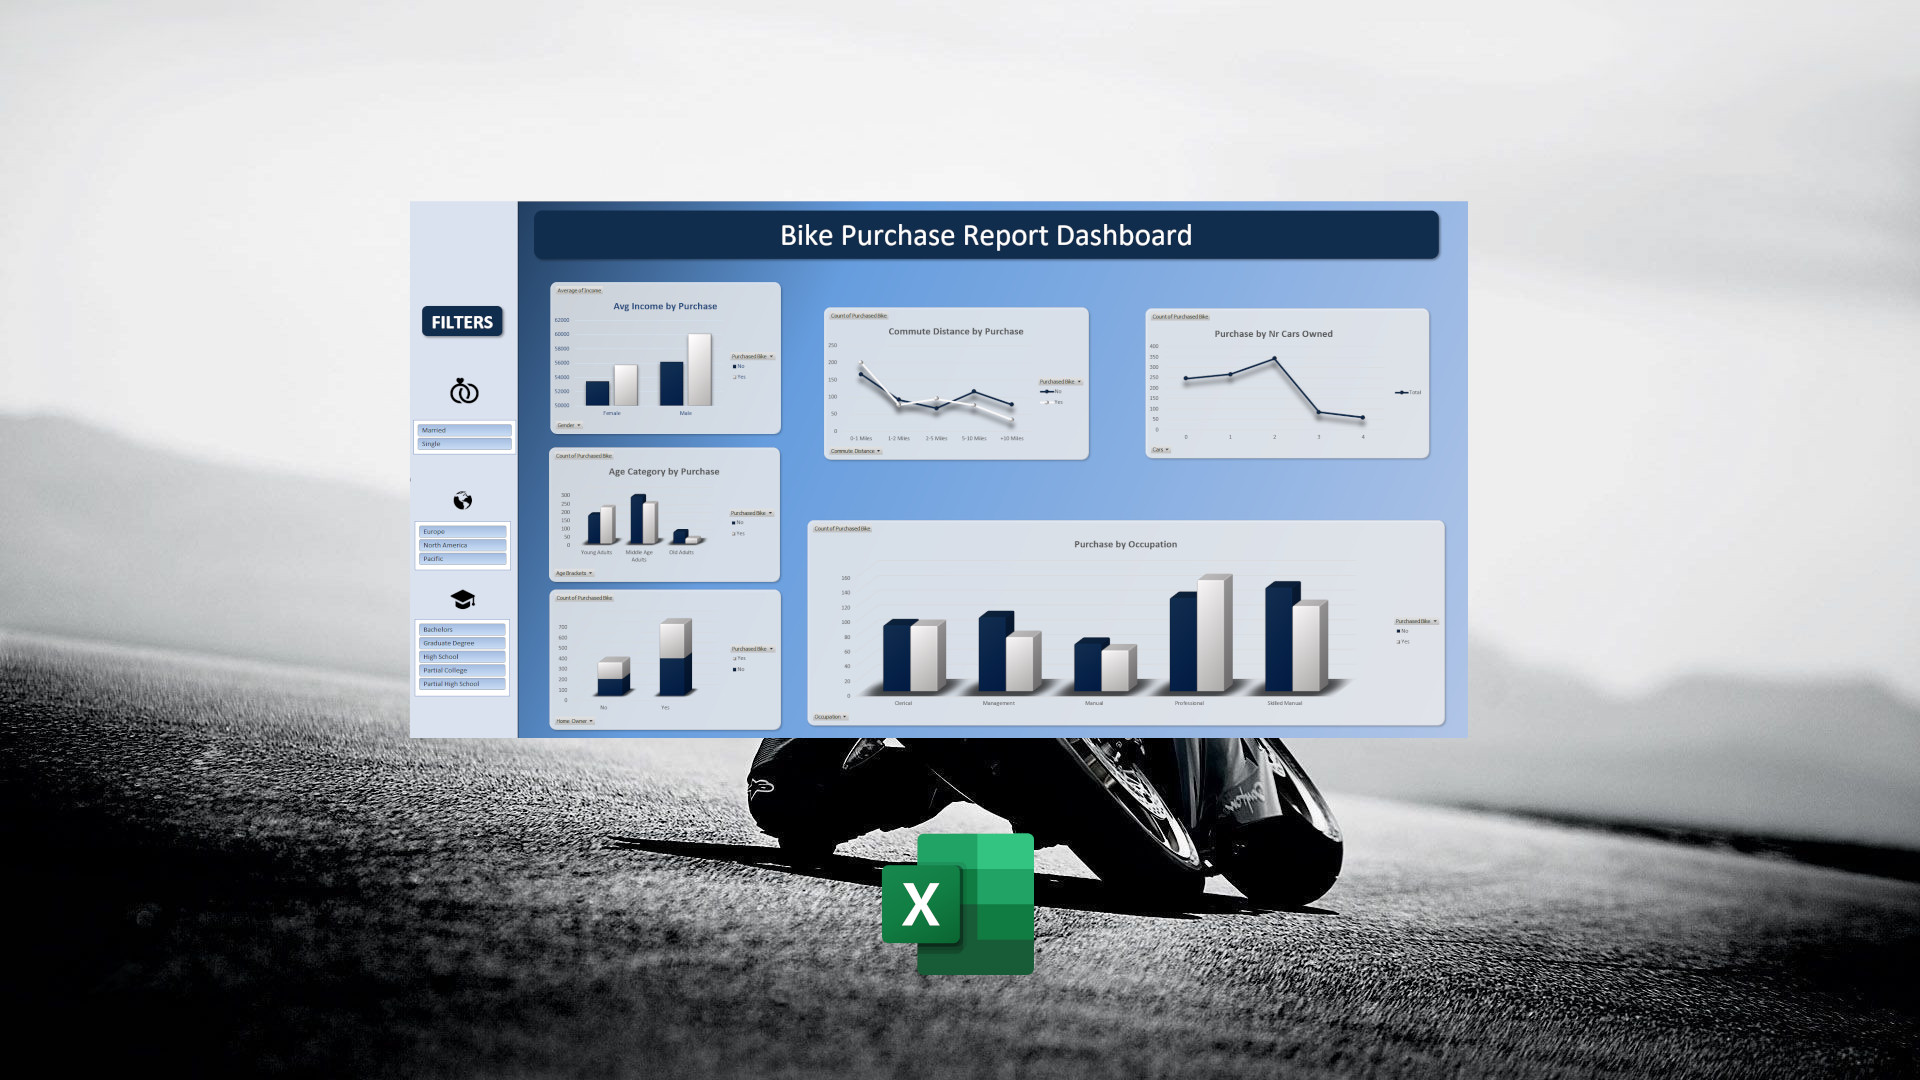 Bike Purchase Report Dashboard
FILTERS
Married
Single
Europe
North America
Pacific
Bachelors
Graduate Degree
High School
Partial College
Partial High School
Average of Income
Avg Income by Purchase
62000
60000
58000
56000
54000
52000
50000
Female Male
Purchased Bike
No
Yes
Gender
Count of Purchased Bike
Age Category by Purchase
300
250
200
150
100
50
0
Young Adults Middle Age Adults Old Adults
Purchased Bike
No
Yes
Age Brackets
Count of Purchased Bike
700
600
500
400
300
200
100
0
No Yes
Purchased Bike
Yes
No
Home Owner
Count of Purchased Bike
Commute Distance by Purchase
250
200
150
100
50
0
0-1 Miles 1-2 Miles 2-5 Miles 5-10 Miles +10 Miles
Purchased Bike
No
Yes
Commute Distance
Count of Purchased Bike
Purchase by Nr Cars Owned
400
350
300
250
200
150
100
50
0
0 1 2 3 4
Total
Cars
Count of Purchased Bike
Purchase by Occupation
160
140
120
100
80
60
40
20
0
Clerical Management Manual Professional Skilled Manual
Purchased Bike
No
Yes
Occupation
X